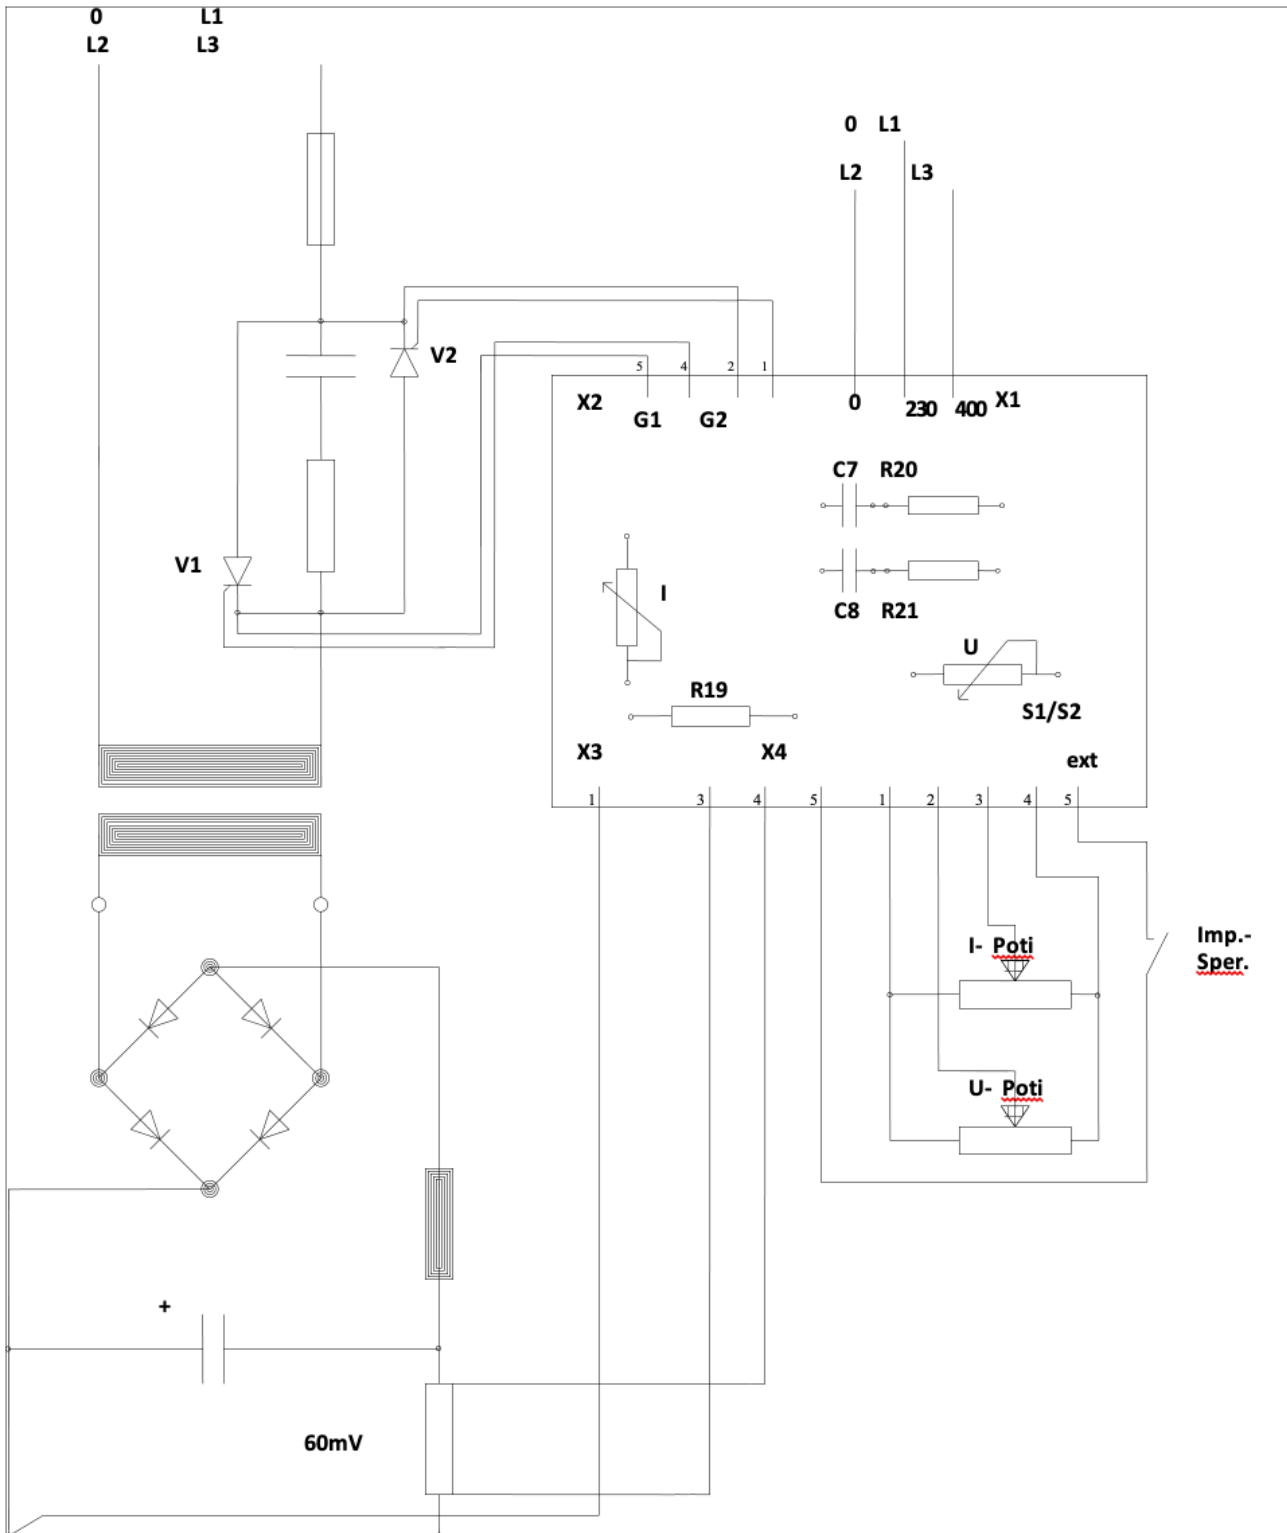 0 L1
L2 L3
0 L1
L2 L3
V2
5 4 2 1
X2 0 230 400 X1
G1 G2
C7 R20
V1
I
C8 R21
U
R19
S1/S2
X3 X4
ext
1 3 4 5 1 2 3 4 5
I- Poti
Imp.-
Sper.
U- Poti
+
60mV